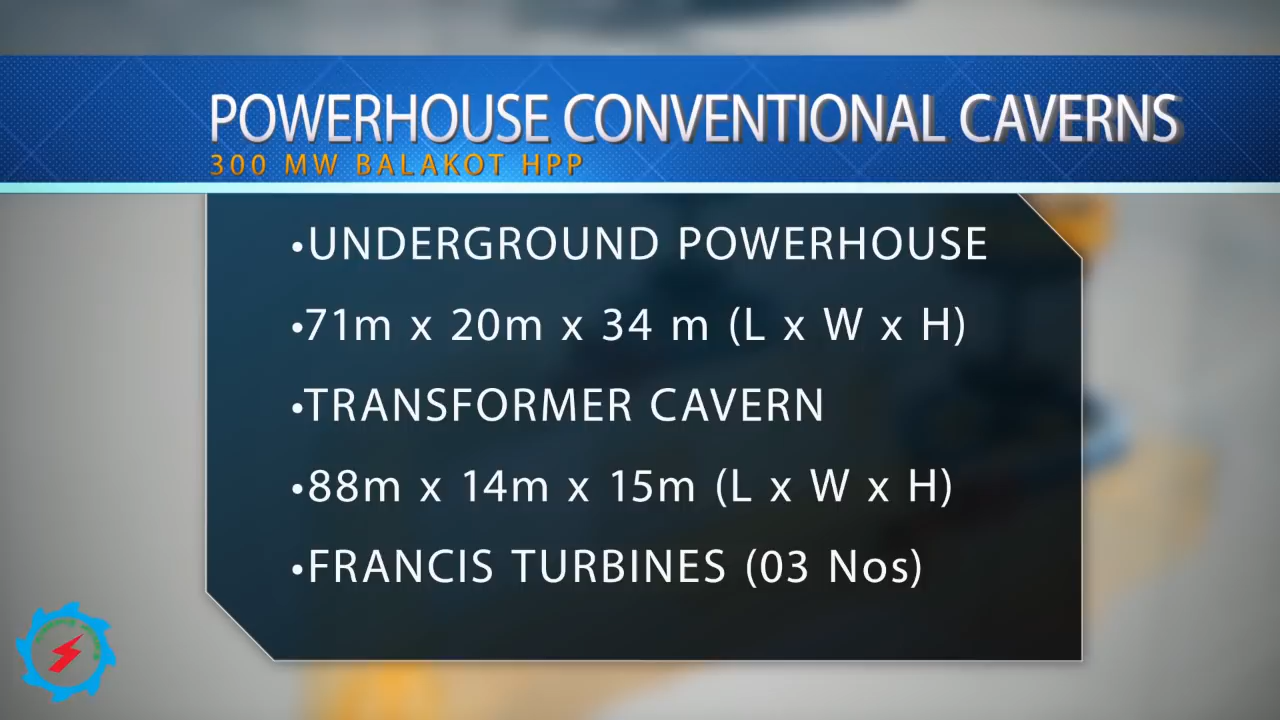 POWERHOUSE CONVENTIONAL CAVERNS
300 MW BALAKOT HPP
•UNDERGROUND POWERHOUSE
•71m x 20m x 34 m (L x W x H)
•TRANSFORMER CAVERN
•88m x 14m x 15m (L x W x H)
•FRANCIS TURBINES (03 Nos)